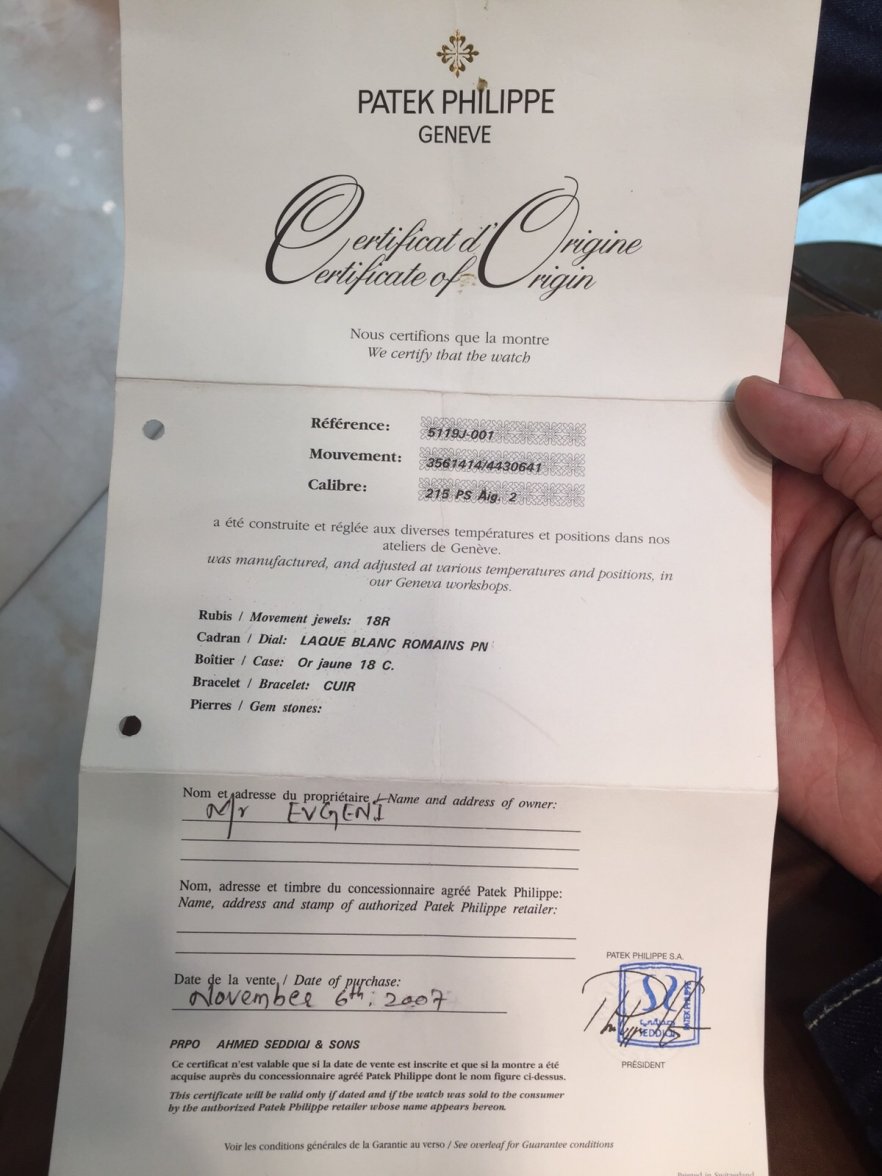 PATEK PHILIPPE
GENEVE
Certificat d'Origine
Certificate of Origin
Nous certifions que la montre
We certify that the watch
Référence: 5119J-001
Mouvement: 3561414/4430641
Calibre: 215 PS Aig. 2
a été construite et réglée aux diverses températures et positions dans nos
ateliers de Genève.
was manufactured, and adjusted at various temperatures and positions, in
our Geneva workshops.
Rubis / Movement jewels: 18R
Cadran / Dial: LAQUE BLANC ROMAINS PN
Boîtier / Case: Or jaune 18 C.
Bracelet / Bracelet: CUIR
Pierres / Gem stones:
Nom et adresse du propriétaire / Name and address of owner:
Mr EVGENI
Nom, adresse et timbre du concessionnaire agréé Patek Philippe:
Name, address and stamp of authorized Patek Philippe retailer:
Date de la vente / Date of purchase:
November 6th, 2007
PATEK PHILIPPE S.A.
صديقي
SEDDIQI
PATEK PHILIPPE
PRÉSIDENT
PRPO AHMED SEDDIQI & SONS
Ce certificat n'est valable que si la date de vente est inscrite et que si la montre a été
acquise auprès du concessionnaire agréé Patek Philippe dont le nom figure ci-dessus.
This certificate will be valid only if dated and if the watch was sold to the consumer
by the authorized Patek Philippe retailer whose name appears hereon.
Voir les conditions générales de la Garantie au verso / See overleaf for Guarantee conditions
Printed in Switzerland